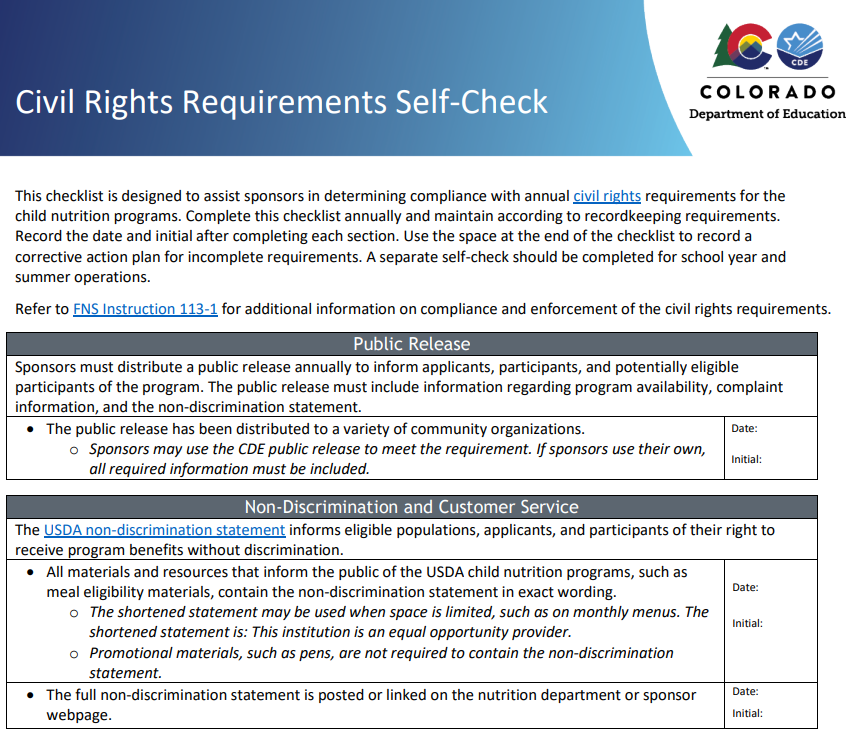 Civil Rights Requirements Self-Check
CDE
COLORADO
Department of Education
This checklist is designed to assist sponsors in determining compliance with annual civil rights requirements for the
child nutrition programs. Complete this checklist annually and maintain according to recordkeeping requirements.
Record the date and initial after completing each section. Use the space at the end of the checklist to record a
corrective action plan for incomplete requirements. A separate self-check should be completed for school year and
summer operations.
Refer to FNS Instruction 113-1 for additional information on compliance and enforcement of the civil rights requirements.
Public Release
Sponsors must distribute a public release annually to inform applicants, participants, and potentially eligible
participants of the program. The public release must include information regarding program availability, complaint
information, and the non-discrimination statement.
• The public release has been distributed to a variety of community organizations.
o Sponsors may use the CDE public release to meet the requirement. If sponsors use their own,
all required information must be included.
Date:
Initial:
Non-Discrimination and Customer Service
The USDA non-discrimination statement informs eligible populations, applicants, and participants of their right to
receive program benefits without discrimination.
• All materials and resources that inform the public of the USDA child nutrition programs, such as
meal eligibility materials, contain the non-discrimination statement in exact wording.
o The shortened statement may be used when space is limited, such as on monthly menus. The
shortened statement is: This institution is an equal opportunity provider.
o Promotional materials, such as pens, are not required to contain the non-discrimination
statement.
Date:
Initial:
• The full non-discrimination statement is posted or linked on the nutrition department or sponsor
webpage.
Date:
Initial: